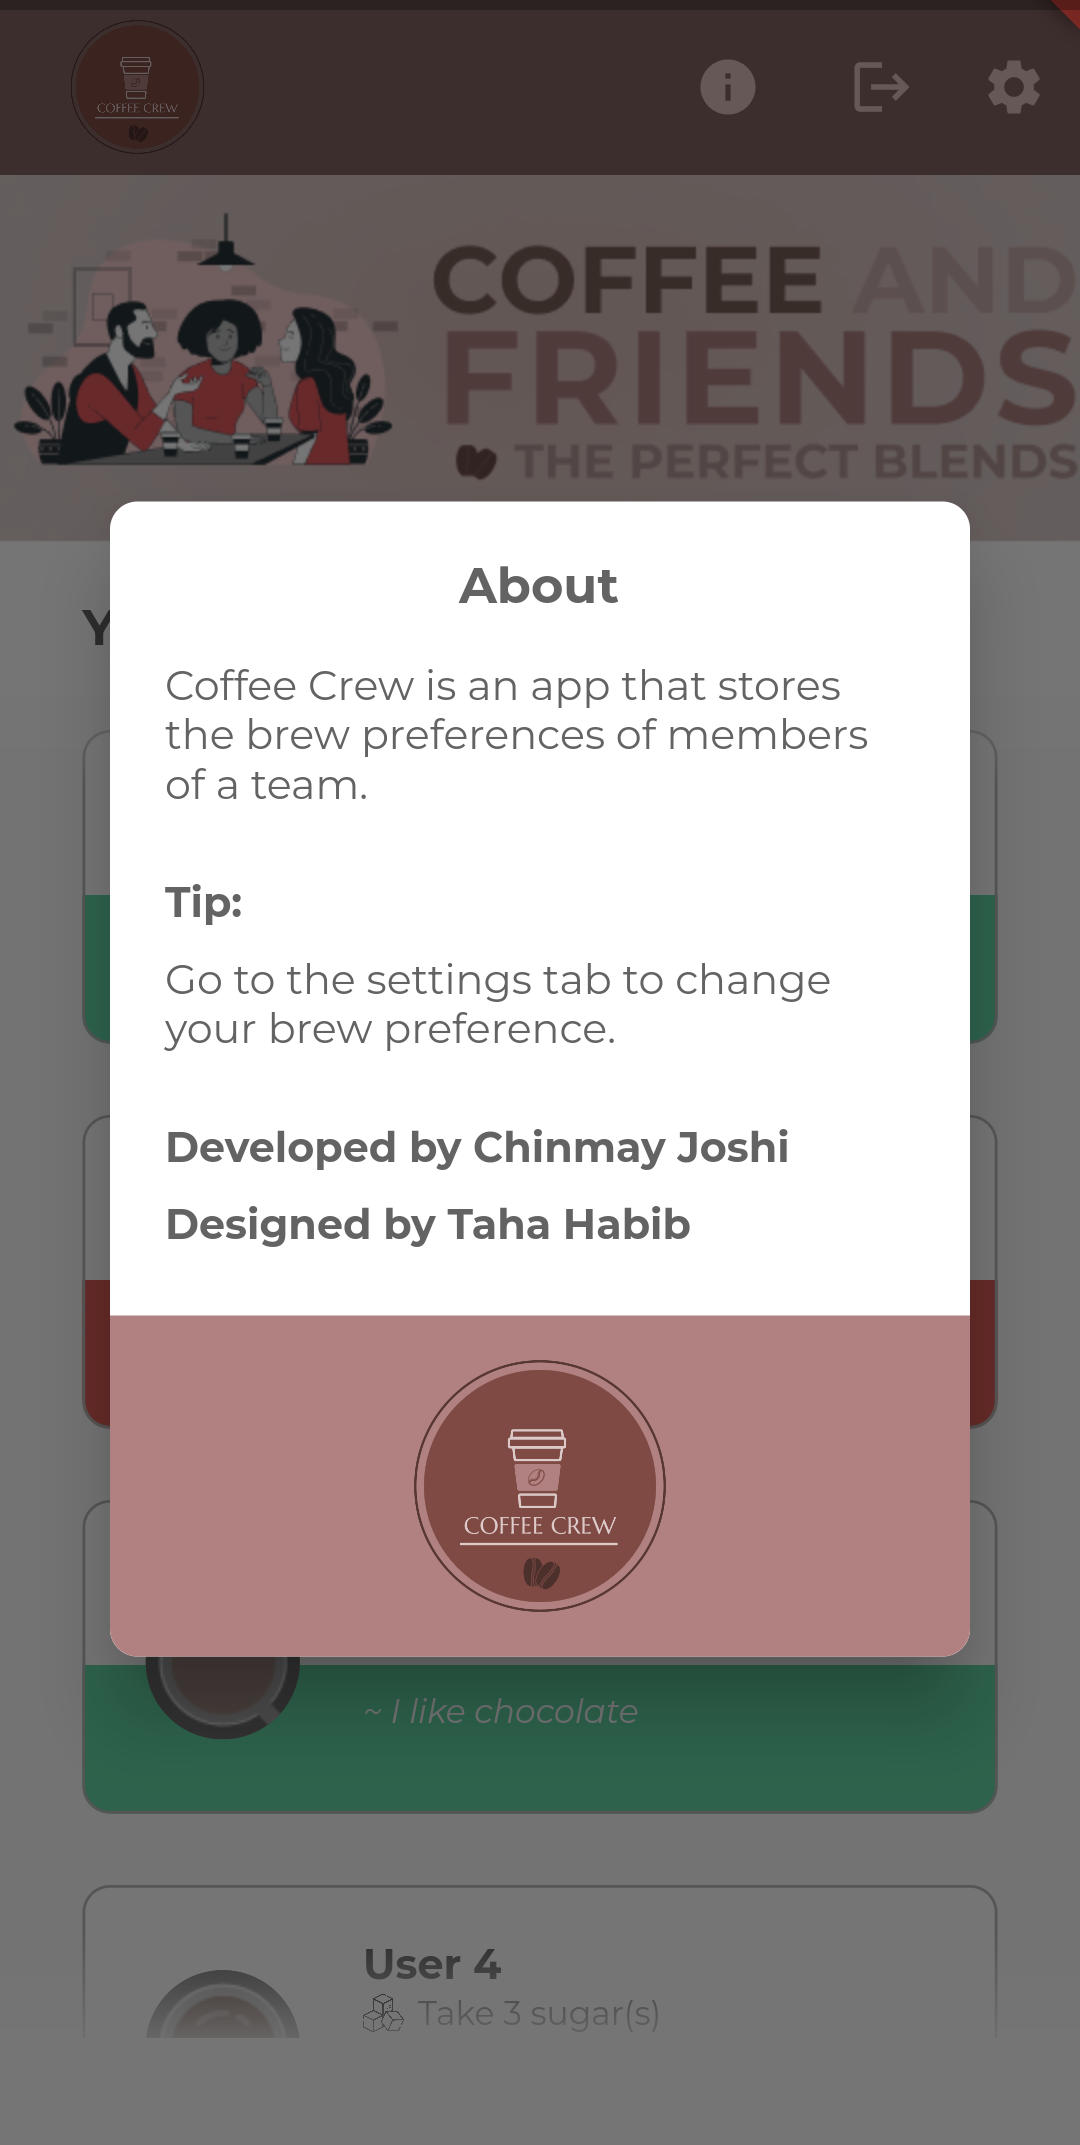 COFFEE CREW
COFFEE AND
FRIENDS
THE PERFECT BLENDS
Y
About
Coffee Crew is an app that stores
the brew preferences of members
of a team.
Tip:
Go to the settings tab to change
your brew preference.
Developed by Chinmay Joshi
Designed by Taha Habib
COFFEE CREW
~ I like chocolate
User 4
Take 3 sugar(s)